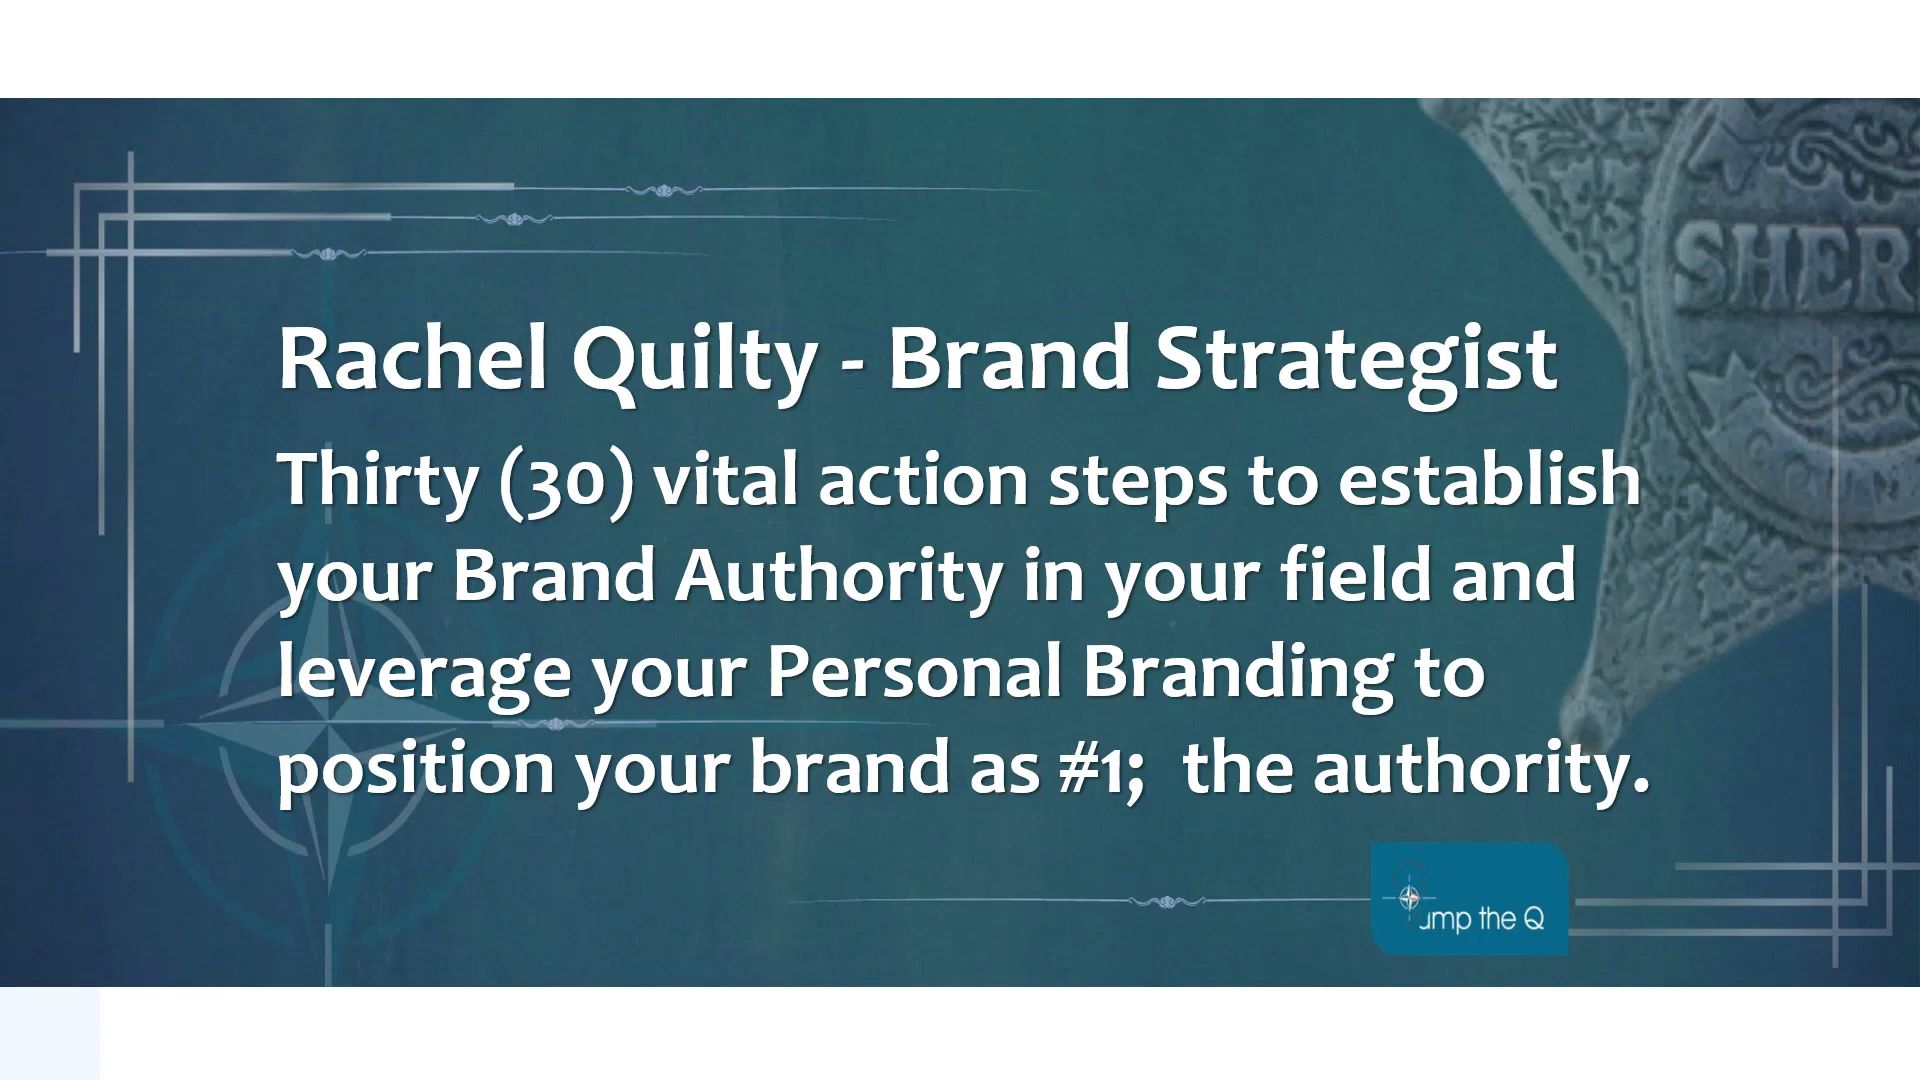 SHER
Rachel Quilty - Brand Strategist
Thirty (30) vital action steps to establish
your Brand Authority in your field and
leverage your Personal Branding to
position your brand as #1;  the authority.
ump the Q